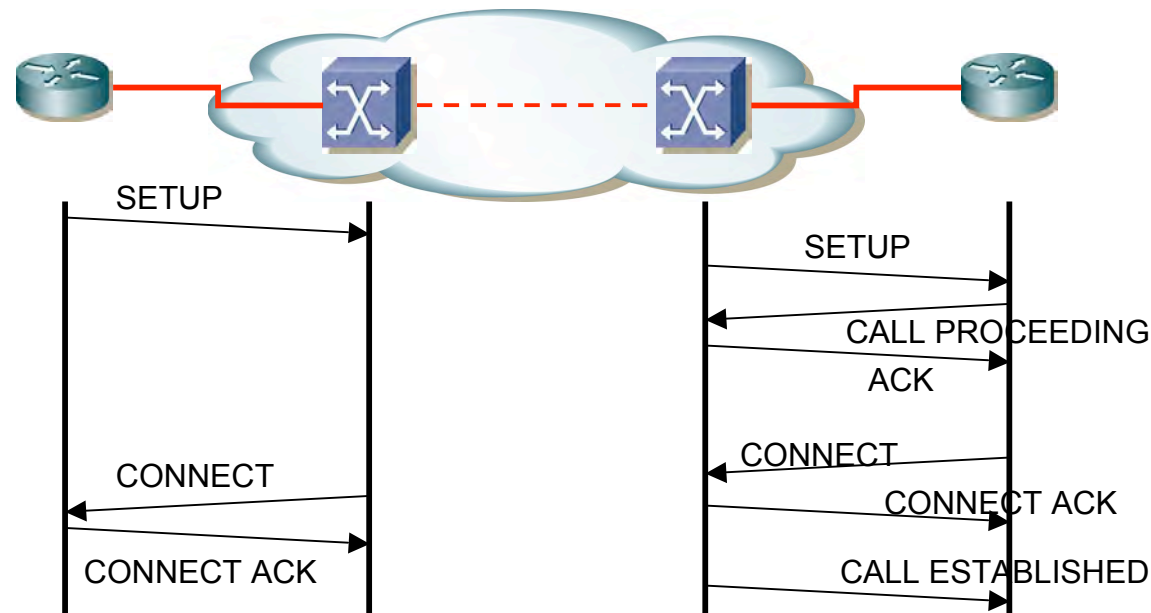 SETUP
SETUP
CALL PROCEEDING
ACK
CONNECT
CONNECT
CONNECT ACK
CONNECT ACK
CALL ESTABLISHED